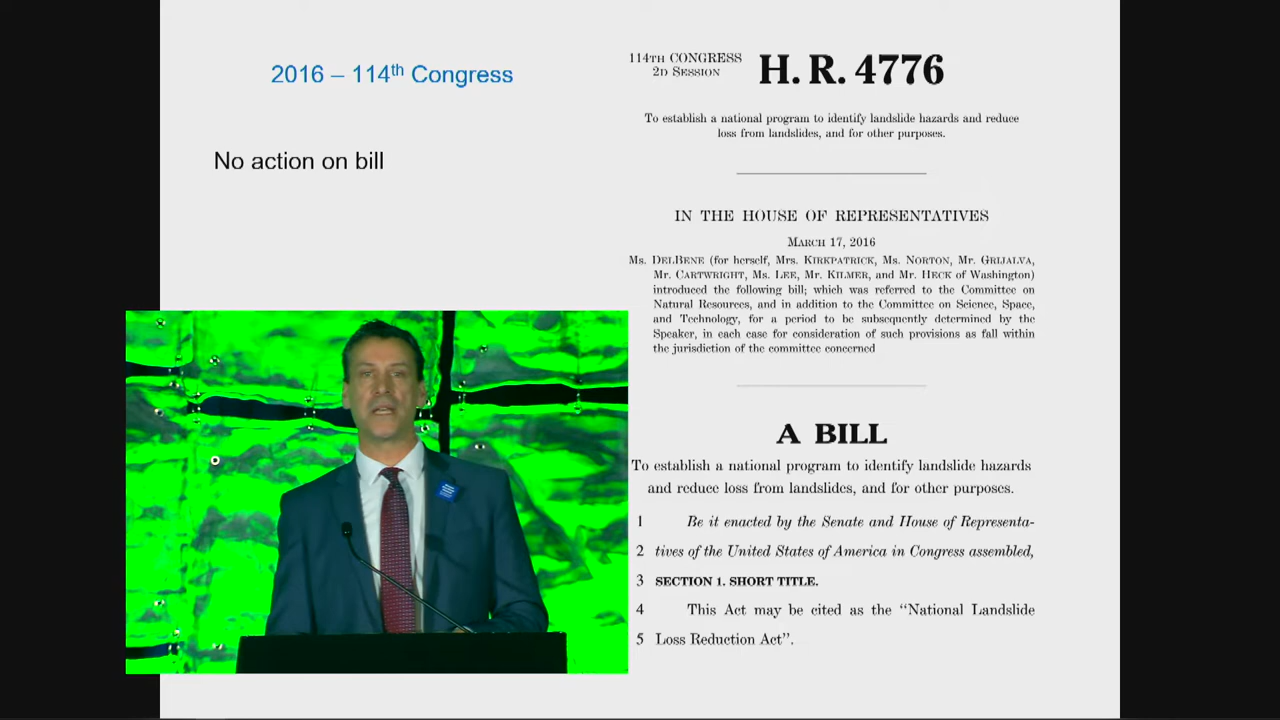 2016 – 114th Congress
No action on bill
114TH CONGRESS
2D SESSION
H. R. 4776
To establish a national program to identify landslide hazards and reduce
loss from landslides, and for other purposes.
IN THE HOUSE OF REPRESENTATIVES
MARCH 17, 2016
Ms. DELBENE (for herself, Mrs. KIRKPATRICK, Ms. NORTON, Mr. GRIJALVA,
Mr. CARTWRIGHT, Ms. LEE, Mr. KILMER, and Mr. HECK of Washington)
introduced the following bill; which was referred to the Committee on
Natural Resources, and in addition to the Committee on Science, Space,
and Technology, for a period to be subsequently determined by the
Speaker, in each case for consideration of such provisions as fall within
the jurisdiction of the committee concerned
A BILL
To establish a national program to identify landslide hazards
and reduce loss from landslides, and for other purposes.
1 Be it enacted by the Senate and House of Representa-
2 tives of the United States of America in Congress assembled,
3 SECTION 1. SHORT TITLE.
4 This Act may be cited as the “National Landslide
5 Loss Reduction Act”.